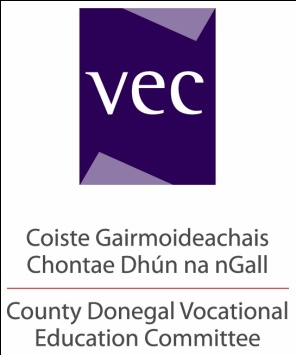 vec
Coiste Gairmoideachais
Chontae Dhún na nGall
County Donegal Vocational
Education Committee